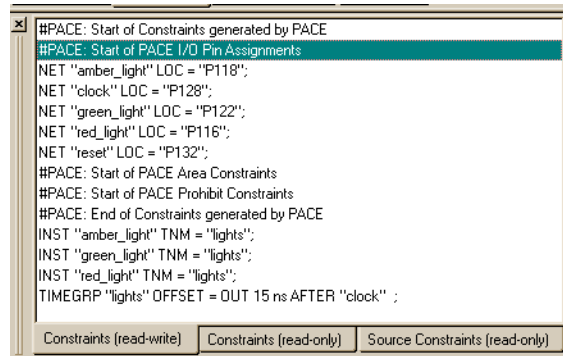 #PACE: Start of Constraints generated by PACE
#PACE: Start of PACE I/O Pin Assignments
NET "amber_light" LOC = "P118";
NET "clock" LOC = "P128";
NET "green_light" LOC = "P122";
NET "red_light" LOC = "P116";
NET "reset" LOC = "P132";
#PACE: Start of PACE Area Constraints
#PACE: Start of PACE Prohibit Constraints
#PACE: End of Constraints generated by PACE
INST "amber_light" TNM = "lights";
INST "green_light" TNM = "lights";
INST "red_light" TNM = "lights";
TIMEGRP "lights" OFFSET = OUT 15 ns AFTER "clock" ;
Constraints (read-write) Constraints (read-only) Source Constraints (read-only)